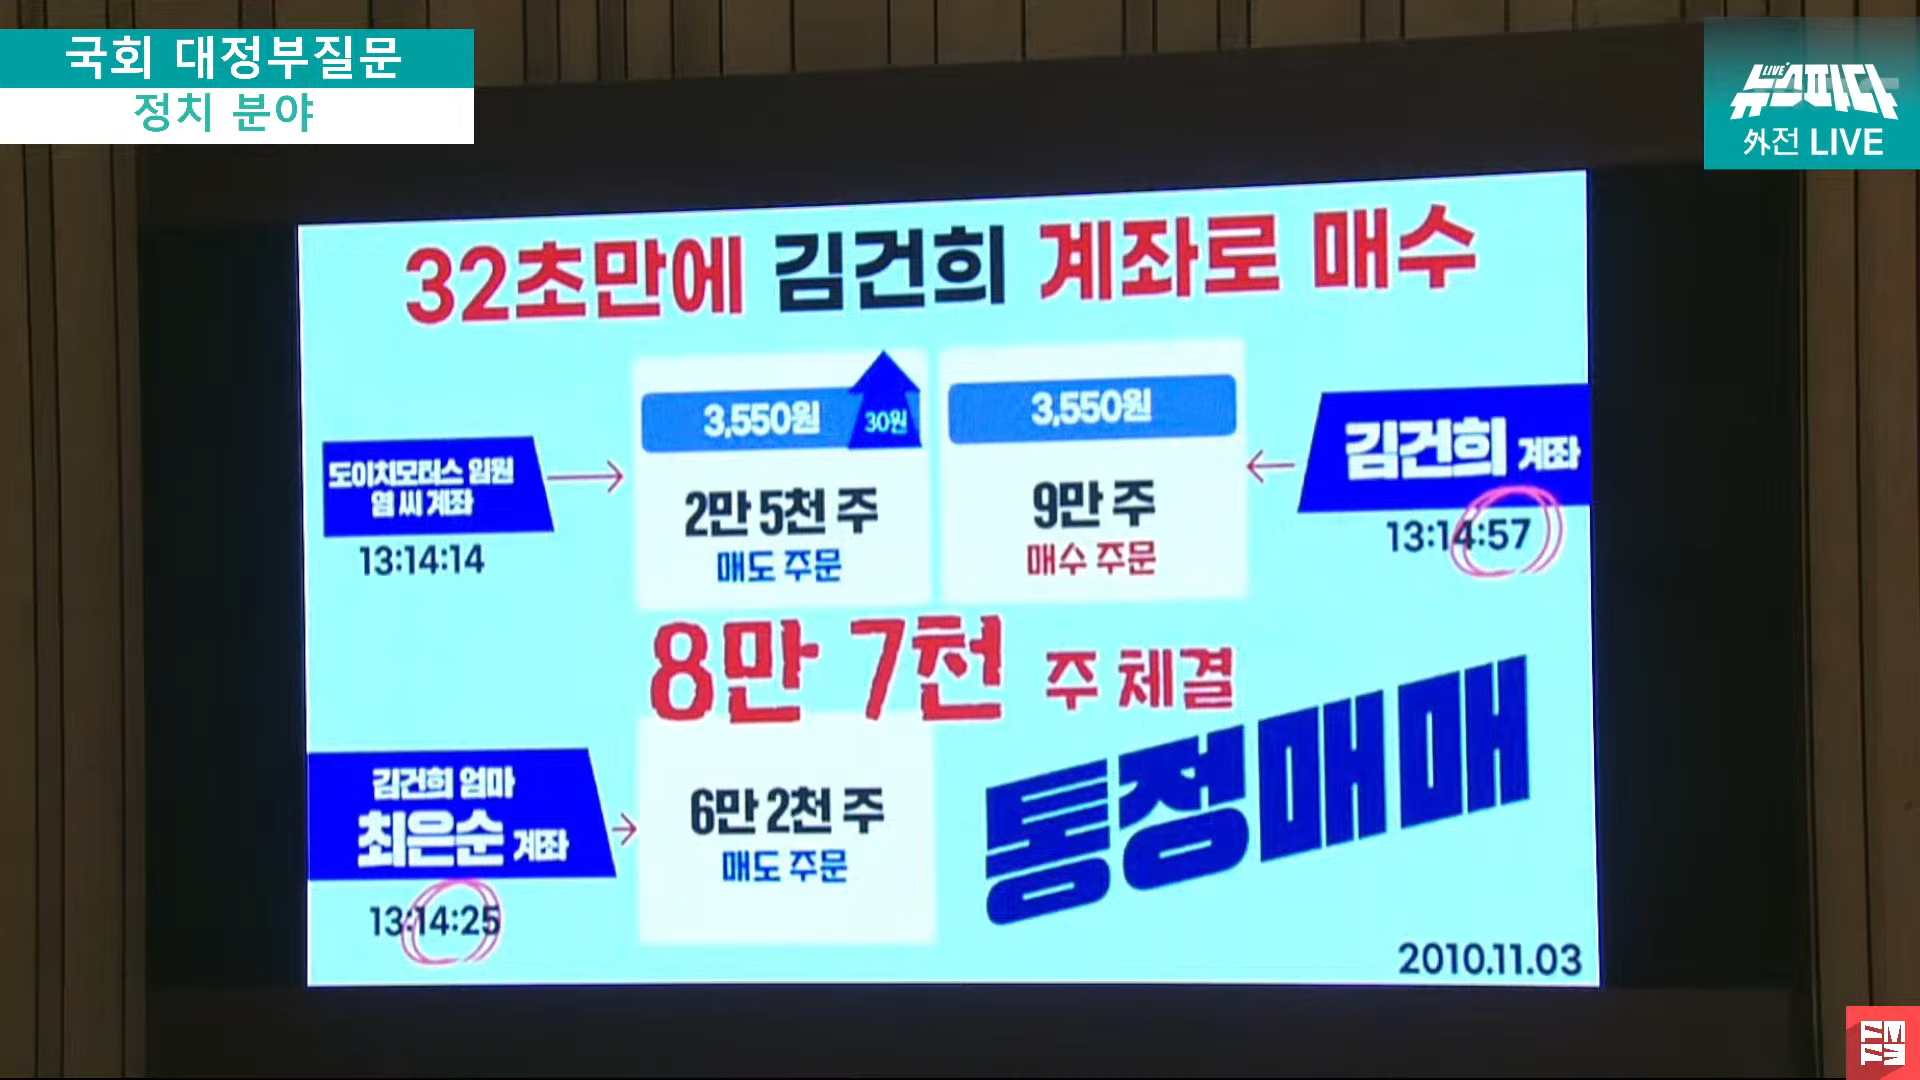 국회 대정부질문
정치 분야
LIVE
뉴스파다
外전 LIVE
32초만에 김건희 계좌로 매수
3,550원
30원
3,550원
도이치모터스 임원
염 씨 계좌
13:14:14
2만 5천 주
매도 주문
9만 주
매수 주문
김건희 계좌
13:14:57
8만 7천 주 체결
김건희 엄마
최은순 계좌
13:14:25
6만 2천 주
매도 주문
통정매매
2010.11.03